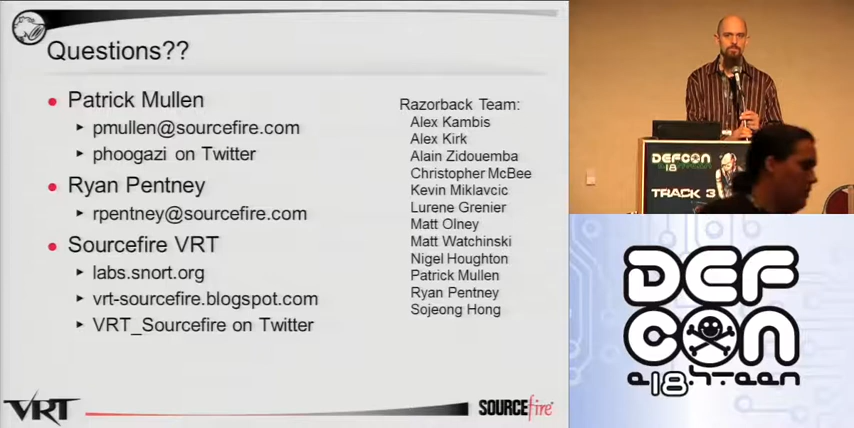 Questions??
Patrick Mullen
pmullen@sourcefire.com
phoogazi on Twitter
Ryan Pentney
rpentney@sourcefire.com
Sourcefire VRT
labs.snort.org
vrt-sourcefire.blogspot.com
VRT_Sourcefire on Twitter
Razorback Team:
Alex Kambis
Alex Kirk
Alain Zidouemba
Christopher McBee
Kevin Miklavcic
Lurene Grenier
Matt Olney
Matt Watchinski
Nigel Houghton
Patrick Mullen
Ryan Pentney
Sojeong Hong
VRT
SOURCEfire
DEFCON
18
TRACK 3
DEF
CON
e18hteen